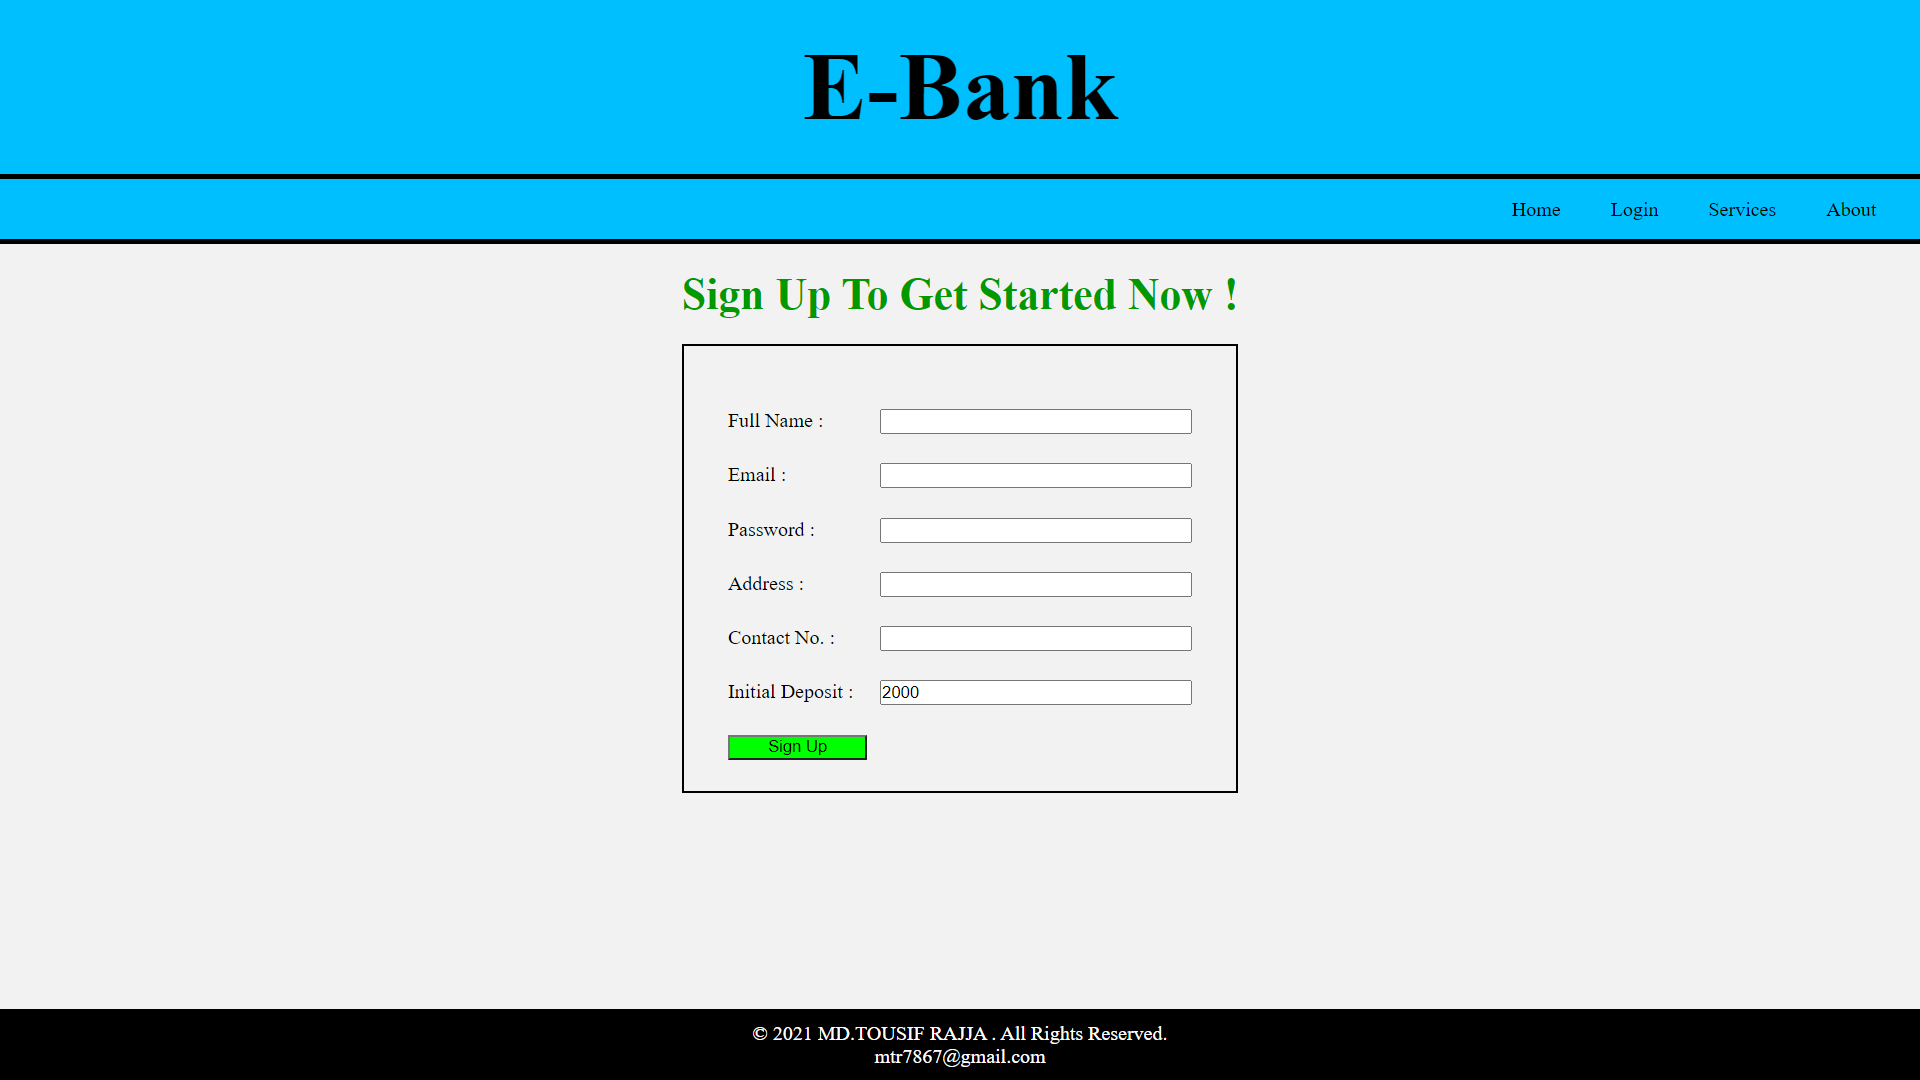 E-Bank
Home Login Services About
Sign Up To Get Started Now !
Full Name :
Email :
Password :
Address :
Contact No. :
Initial Deposit : 2000
Sign Up
© 2021 MD.TOUSIF RAJJA . All Rights Reserved.
mtr7867@gmail.com